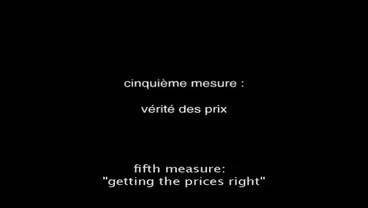 cinquième mesure :
vérité des prix
fifth measure:
"getting the prices right"